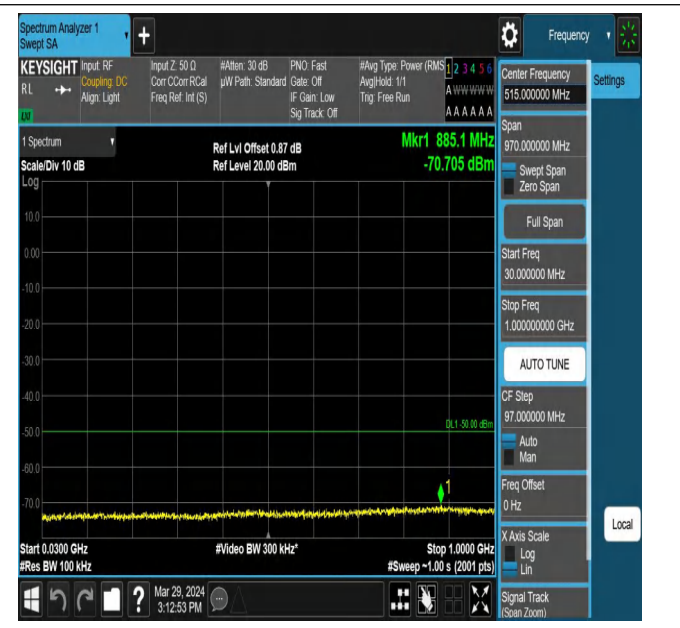 Spectrum Analyzer 1
Swept SA
+
Frequency
KEYSIGHT
RL
Input: RF
Coupling: DC
Align: Light
Input Z: 50 Ω
Corr CCorr RCal
Freq Ref: Int (S)
#Atten: 30 dB
µW Path: Standard
PNO: Fast
Gate: Off
IF Gain: Low
Sig Track: Off
#Avg Type: Power (RMS
Avg|Hold: 1/1
Trig: Free Run
1 2 3 4 5 6
A W W W W W
A A A A A A
Center Frequency
515.000000 MHz
Settings
1 Spectrum
Scale/Div 10 dB
Ref Lvl Offset 0.87 dB
Ref Level 20.00 dBm
Mkr1 885.1 MHz
-70.705 dBm
Span
970.000000 MHz
Swept Span
Zero Span
Full Span
Start Freq
30.000000 MHz
Stop Freq
1.000000000 GHz
AUTO TUNE
CF Step
97.000000 MHz
Auto
Man
Freq Offset
0 Hz
X Axis Scale
Log
Lin
Signal Track
(Span Zoom)
Local
Log
10.0
0.00
-10.0
-20.0
-30.0
-40.0
-50.0
-60.0
-70.0
DL1 -50.00 dBm
1
Start 0.0300 GHz
#Res BW 100 kHz
#Video BW 300 kHz*
Stop 1.0000 GHz
#Sweep ~1.00 s (2001 pts)
?
Mar 29, 2024
3:12:53 PM